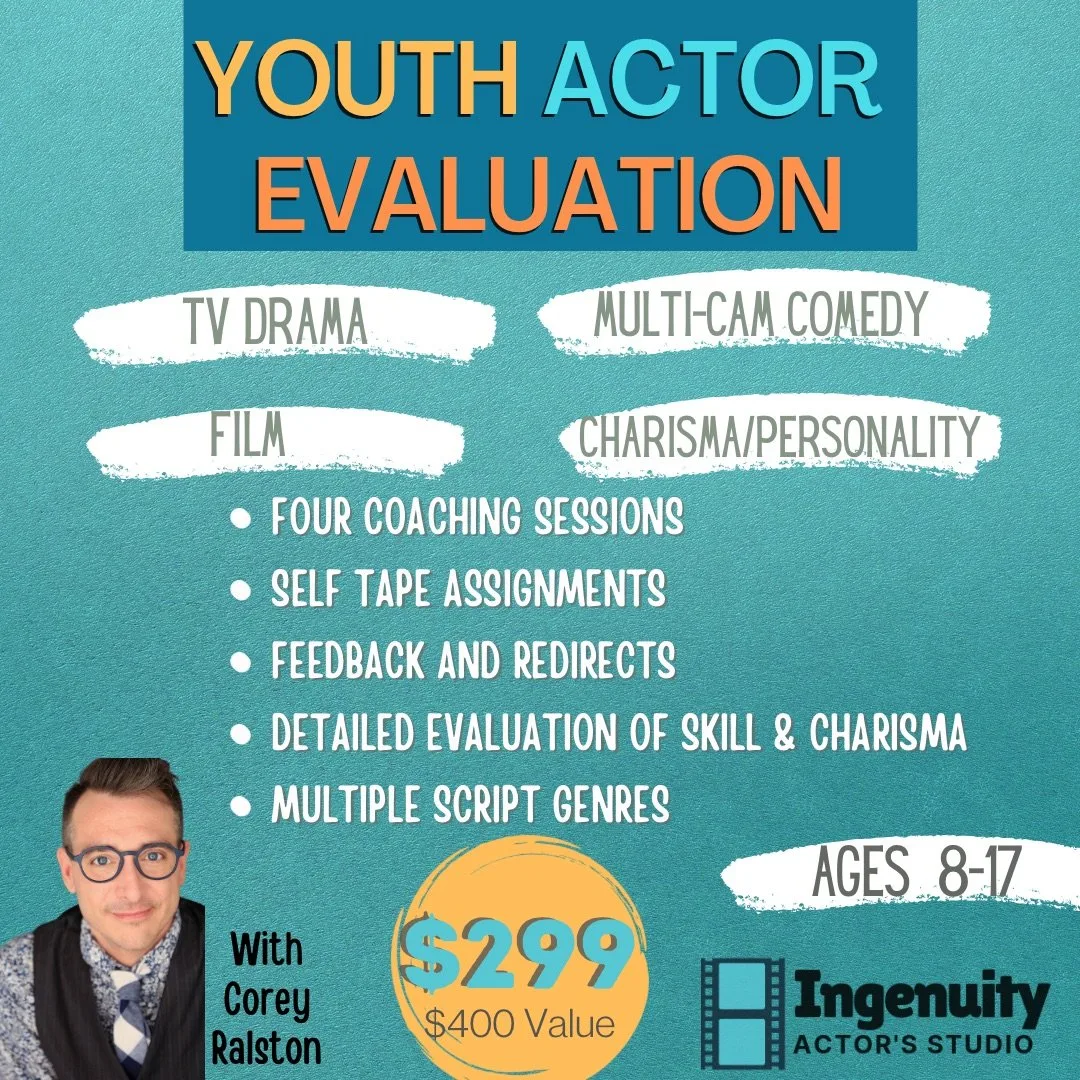 YOUTH ACTOR
EVALUATION
TV DRAMA
MULTI-CAM COMEDY
FILM
CHARISMA/PERSONALITY
• FOUR COACHING SESSIONS
• SELF TAPE ASSIGNMENTS
• FEEDBACK AND REDIRECTS
• DETAILED EVALUATION OF SKILL & CHARISMA
• MULTIPLE SCRIPT GENRES
AGES 8-17
With
Corey
Ralston
$299
$400 Value
Ingenuity
ACTOR'S STUDIO